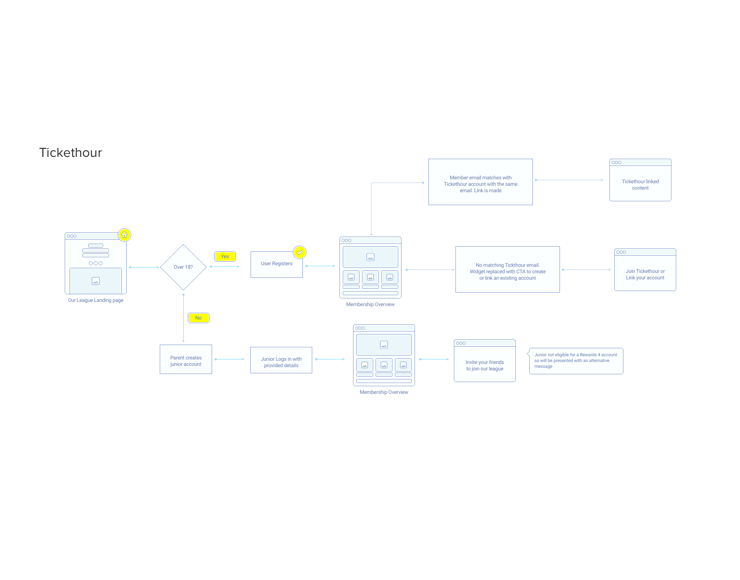 Tickethour
Member email matches with
Tickethour account with the same
email. Link is made
Tickethour linked
content
Yes
Over 18?
User Registers
No matching Tickthour email.
Widget replaced with CTA to create
or link an existing account
Join Tickethour or
Link your account
Our League Landing page
Membership Overview
No
Parent creates
junior account
Junior Logs in with
provided details
Invite your friends
to join our league
Junior not eligible for a Rewards 4 account
so will be presented with an alternative
message
Membership Overview